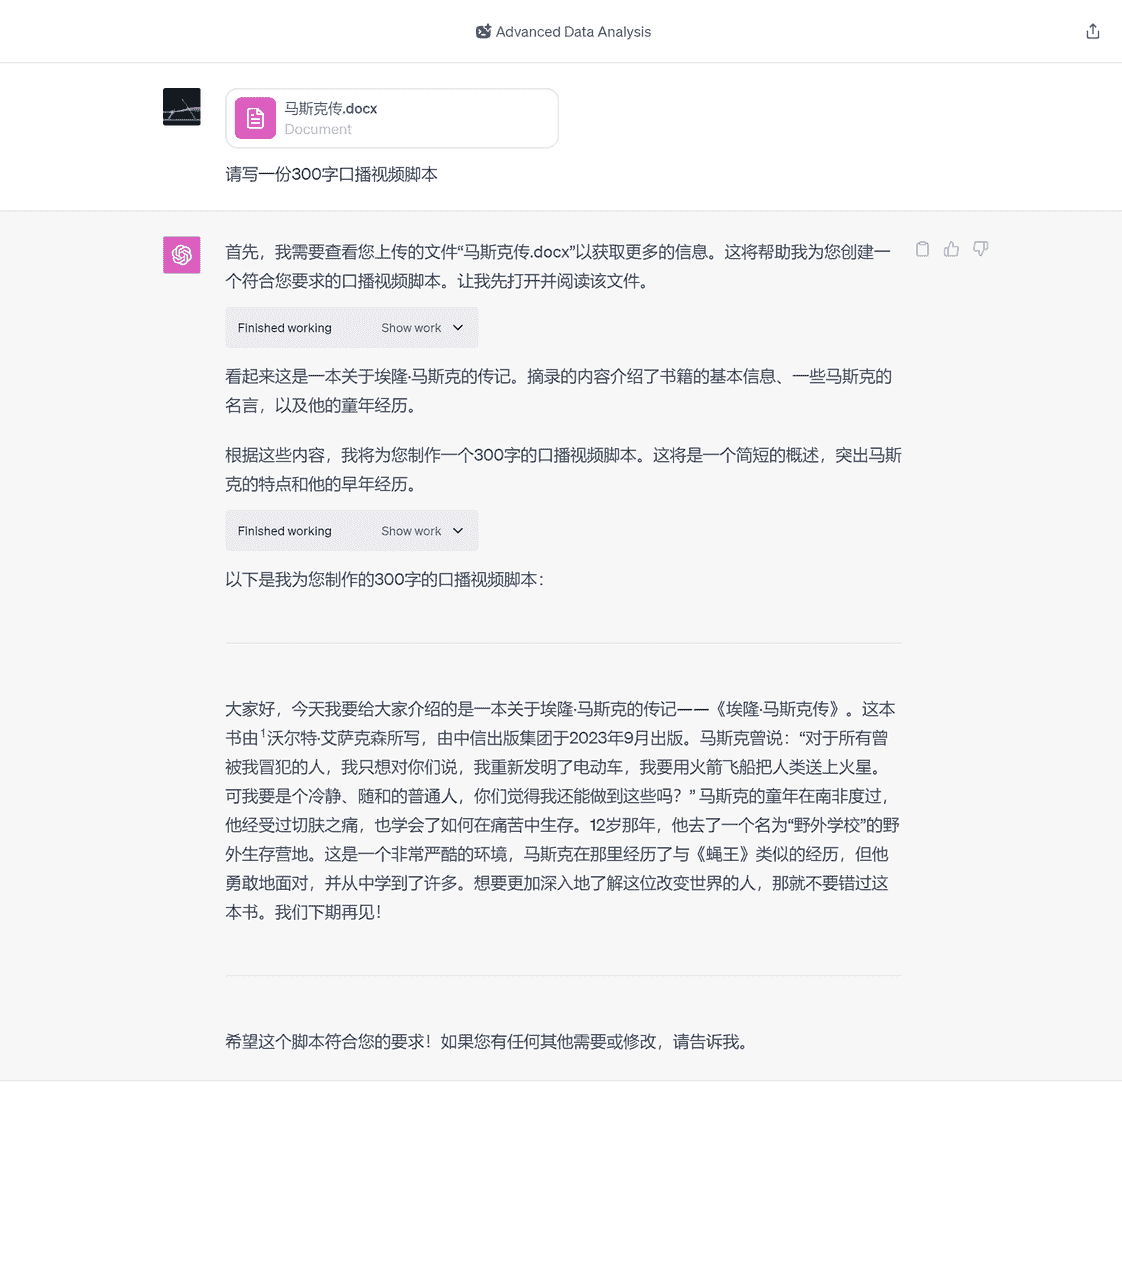 Advanced Data Analysis
马斯克传.docx
Document
请写一份300字口播视频脚本
首先，我需要查看您上传的文件“马斯克传.docx”以获取更多的信息。这将帮助我为您创建一
个符合您要求的口播视频脚本。让我先打开并阅读该文件。
Finished working Show work
看起来这是一本关于埃隆·马斯克的传记。摘录的内容介绍了书籍的基本信息、一些马斯克的
名言，以及他的童年经历。
根据这些内容，我将为您制作一个300字的口播视频脚本。这将是一个简短的概述，突出马斯
克的特点和他的早年经历。
Finished working Show work
以下是我为您制作的300字的口播视频脚本：
大家好，今天我要给大家介绍的是一本关于埃隆·马斯克的传记——《埃隆·马斯克传》。这本
书由¹沃尔特·艾萨克森所写，由中信出版集团于2023年9月出版。马斯克曾说：“对于所有曾
被我冒犯的人，我只想对你们说，我重新发明了电动车，我要用火箭飞船把人类送上火星。
可我要是个冷静、随和的普通人，你们觉得我还能做到这些吗？” 马斯克的童年在南非度过，
他经受过切肤之痛，也学会了如何在痛苦中生存。12岁那年，他去了一个名为“野外学校”的野
外生存营地。这是一个非常严酷的环境，马斯克在那里经历了与《蝇王》类似的经历，但他
勇敢地面对，并从中学到了许多。想要更加深入地了解这位改变世界的人，那就不要错过这
本书。我们下期再见！
希望这个脚本符合您的要求！如果您有任何其他需要或修改，请告诉我。